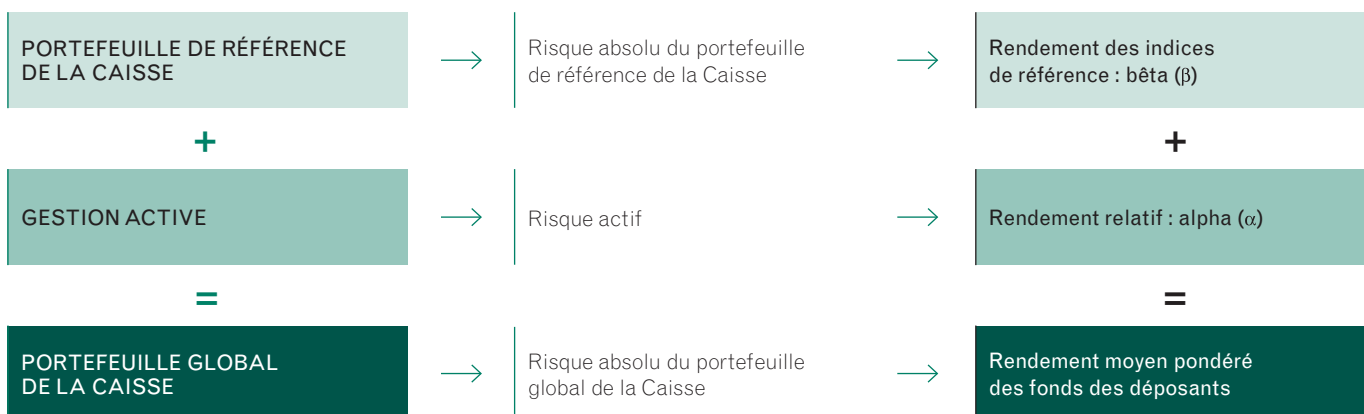 PORTEFEUILLE DE RÉFÉRENCE
DE LA CAISSE
Risque absolu du portefeuille
de référence de la Caisse
Rendement des indices
de référence : bêta (β)
+
+
GESTION ACTIVE
Risque actif
Rendement relatif : alpha (α)
=
=
PORTEFEUILLE GLOBAL
DE LA CAISSE
Risque absolu du portefeuille
global de la Caisse
Rendement moyen pondéré
des fonds des déposants